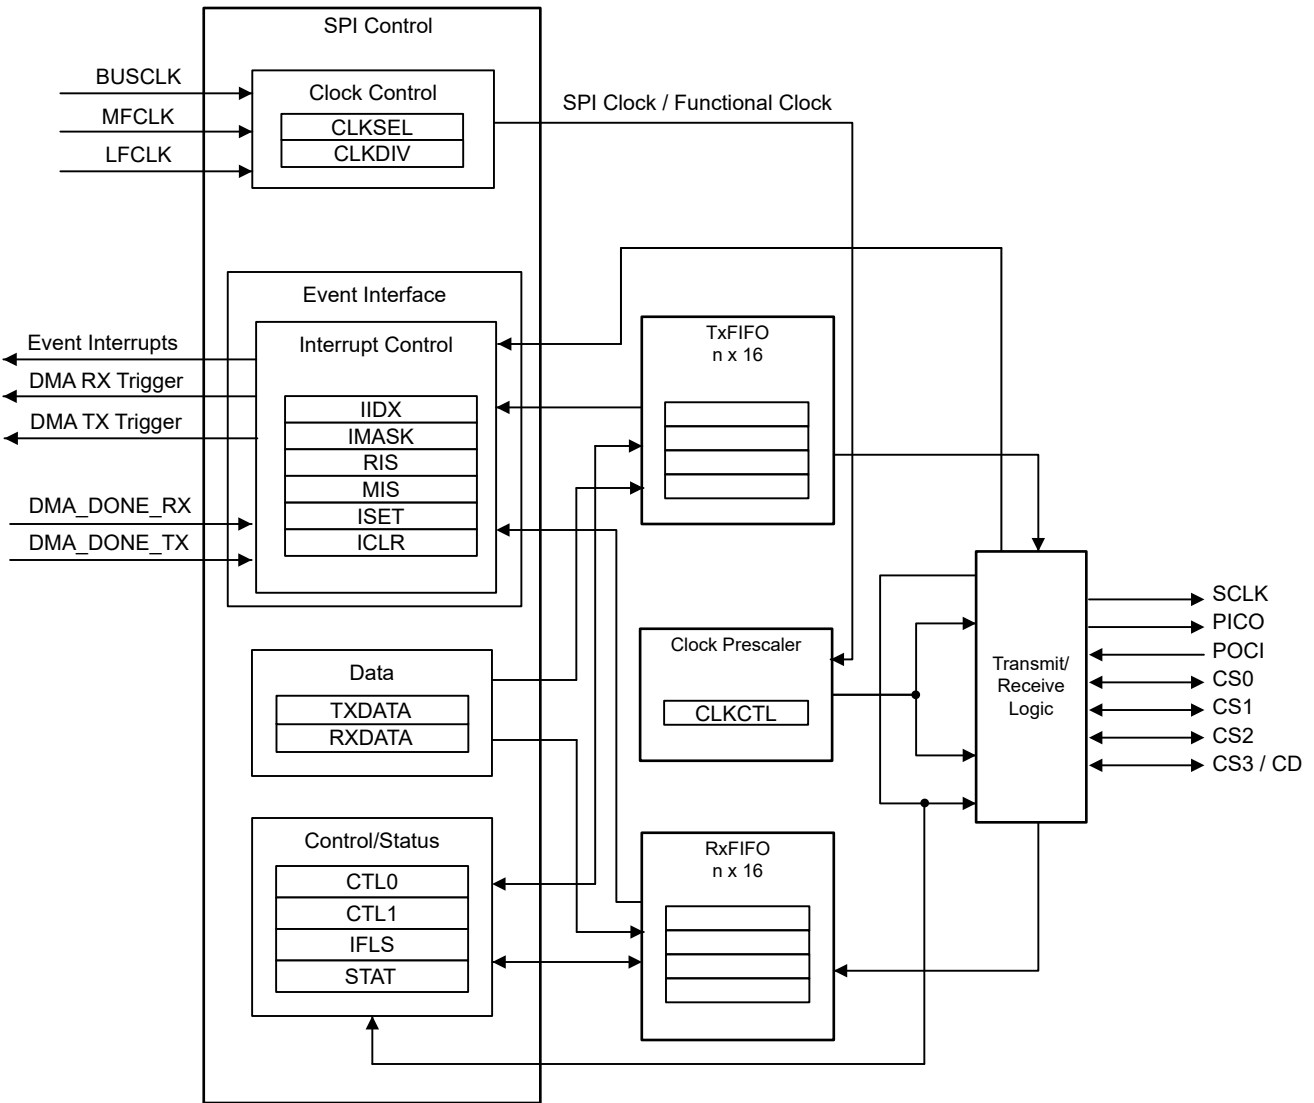 SPI Control
BUSCLK
MFCLK
LFCLK
Clock Control
CLKSEL
CLKDIV
SPI Clock / Functional Clock
Event Interface
Interrupt Control
Event Interrupts
DMA RX Trigger
DMA TX Trigger
DMA_DONE_RX
DMA_DONE_TX
IIDX
IMASK
RIS
MIS
ISET
ICLR
TxFIFO
n x 16
Data
TXDATA
RXDATA
Clock Prescaler
CLKCTL
Transmit/
Receive
Logic
SCLK
PICO
POCI
CS0
CS1
CS2
CS3 / CD
Control/Status
CTL0
CTL1
IFLS
STAT
RxFIFO
n x 16